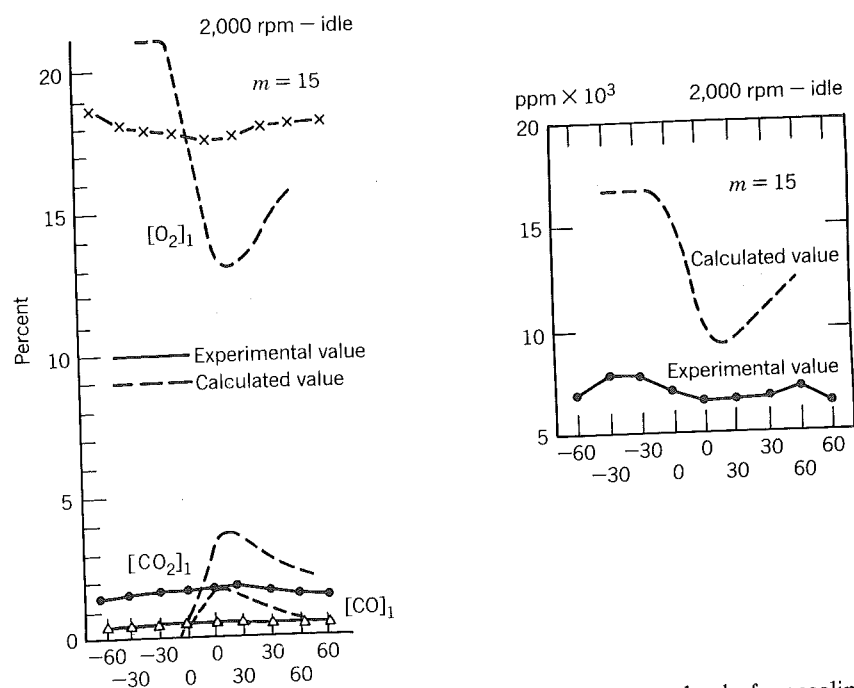 2,000 rpm — idle
20
m = 15
15
[O₂]₁
Percent
10
Experimental value
Calculated value
5
[CO₂]₁
[CO]₁
0
−60 −30 0 30 60
−30 0 30 60
ppm × 10³ 2,000 rpm — idle
20
m = 15
15
Calculated value
10
Experimental value
5
−60 −30 0 30 60
−30 0 30 60